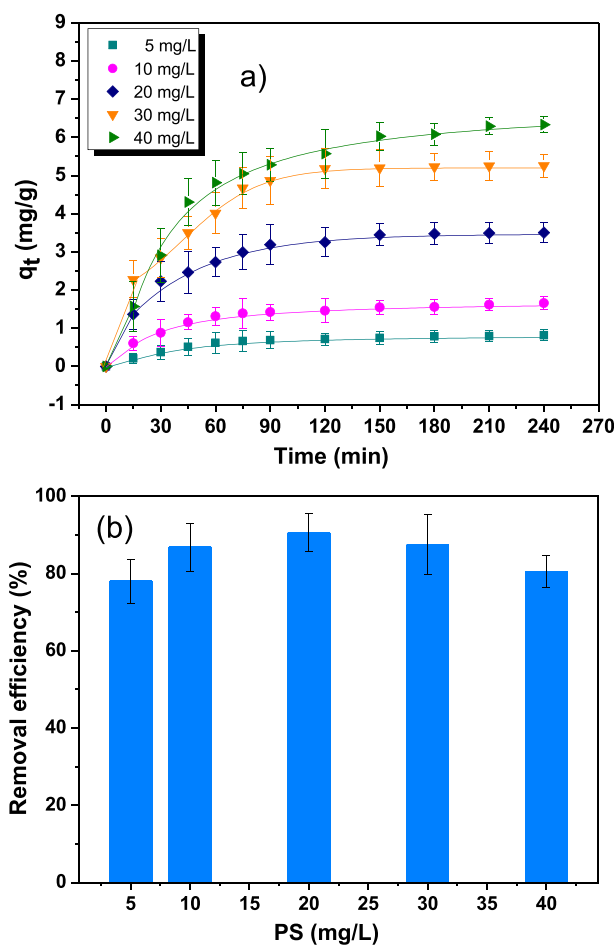 9
8
7
6
5
4
3
2
1
0
-1
5 mg/L
10 mg/L
20 mg/L
30 mg/L
40 mg/L
a)
qt (mg/g)
0 30 60 90 120 150 180 210 240 270
Time (min)
100
80
60
40
20
0
(b)
Removal efficiency (%)
5 10 15 20 25 30 35 40
PS (mg/L)